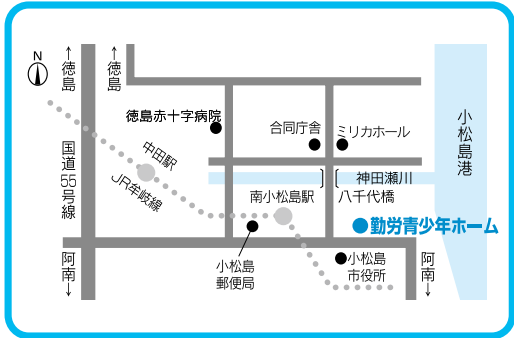 N
↑徳島
↑徳島
徳島赤十字病院
合同庁舎
ミリカホール
小松島港
国道55号線
中田駅
JR牟岐線
神田瀬川
南小松島駅
八千代橋
勤労青少年ホーム
阿南↓
小松島
郵便局
小松島
市役所
阿南↓